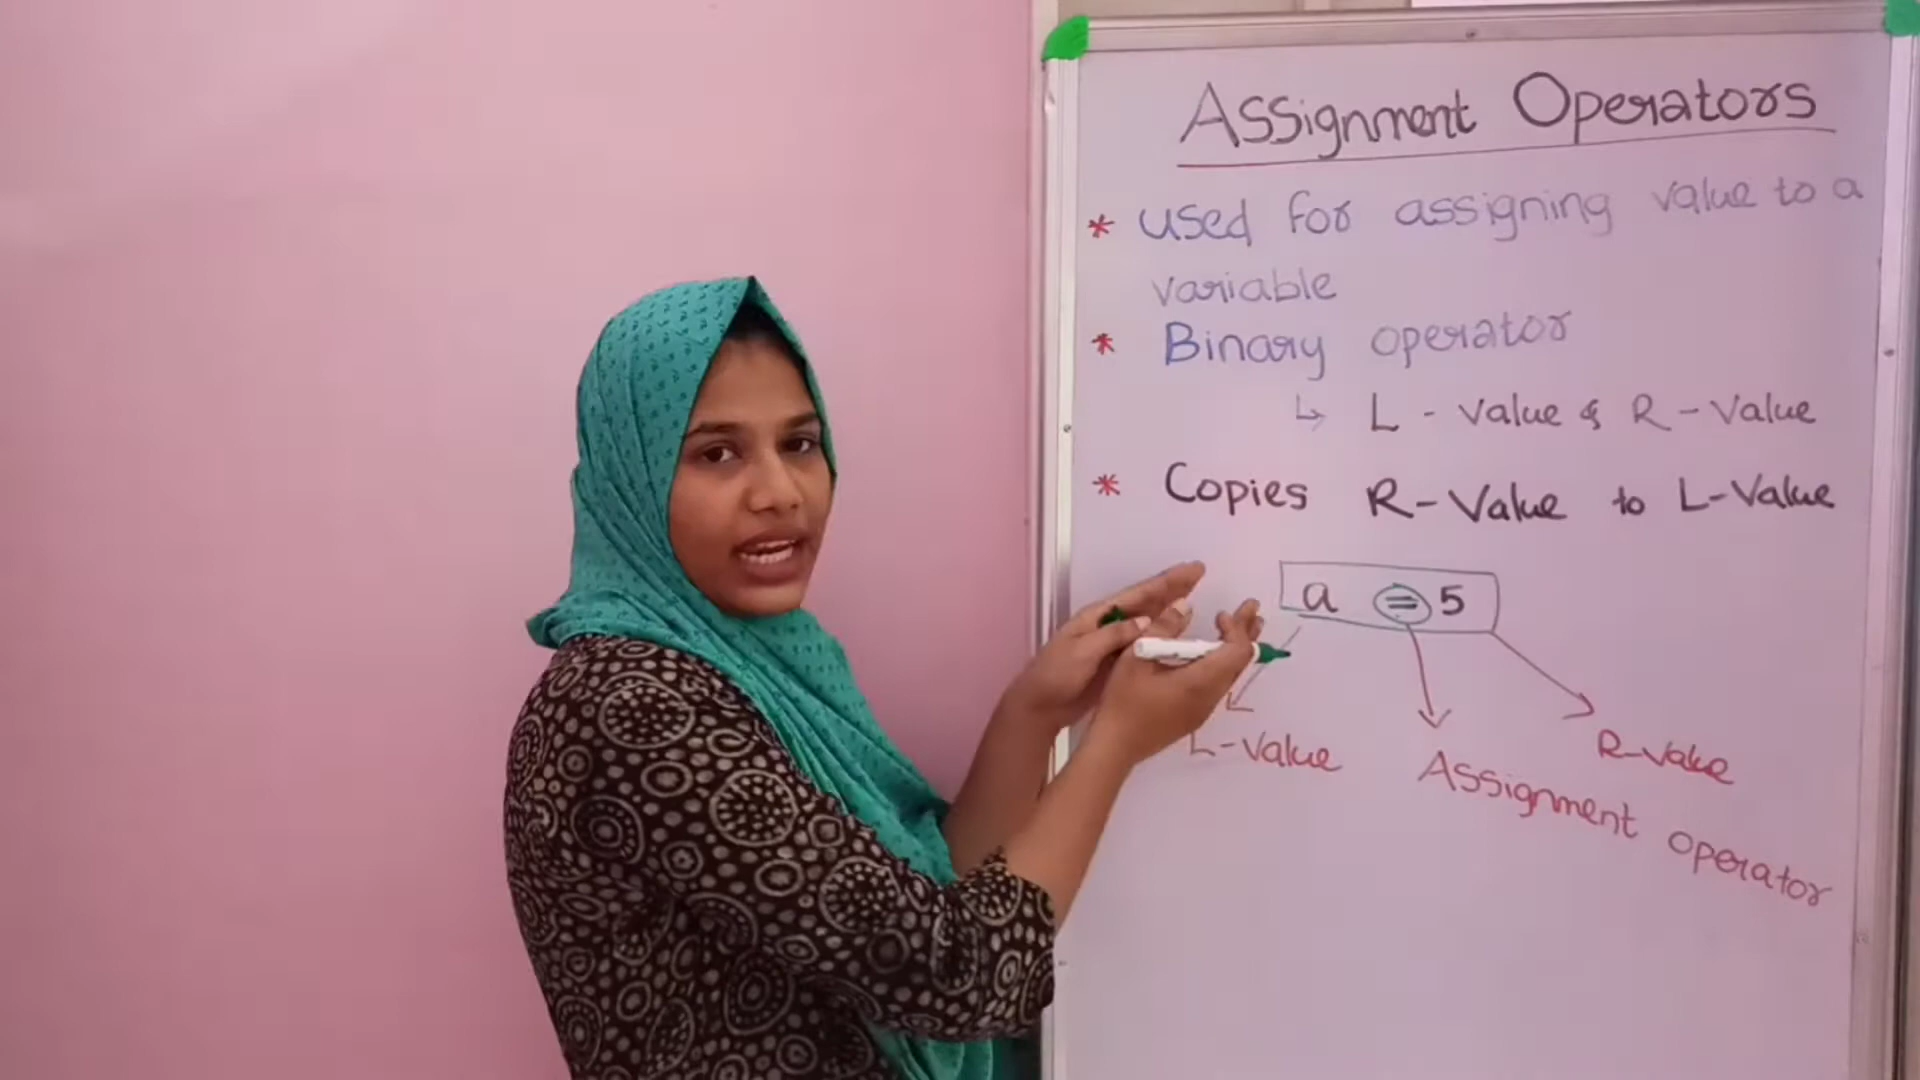 Assignment Operators
* used for assigning value to a
variable
* Binary operator
↳ L - Value & R - Value
* Copies R-Value to L-Value
a = 5
L-Value
R-Value
Assignment operator